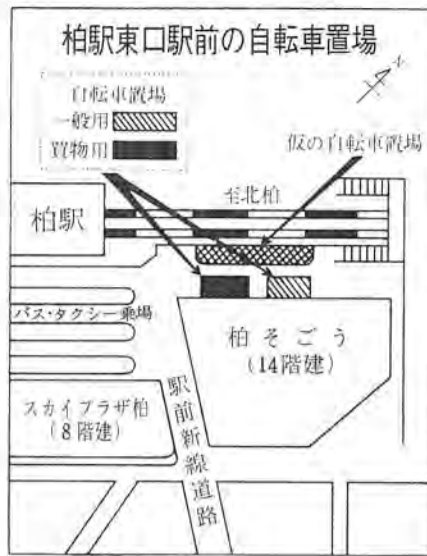 柏駅東口駅前の自転車置場
自転車置場
一般用
買物用
N
仮の自転車置場
至北柏
柏駅
バス・タクシー乗場
柏そごう
(14階建)
スカイプラザ柏
(8階建)
駅前新線道路